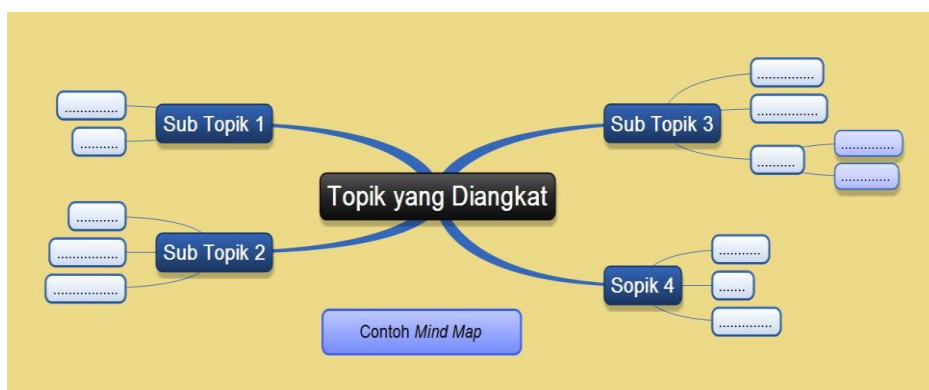 ..............
Sub Topik 1
..........
...........
Sub Topik 2
................
.................
Topik yang Diangkat
...............
Sub Topik 3
................
..........
..............
.............
...........
Sopik 4
.......
..............
Contoh Mind Map